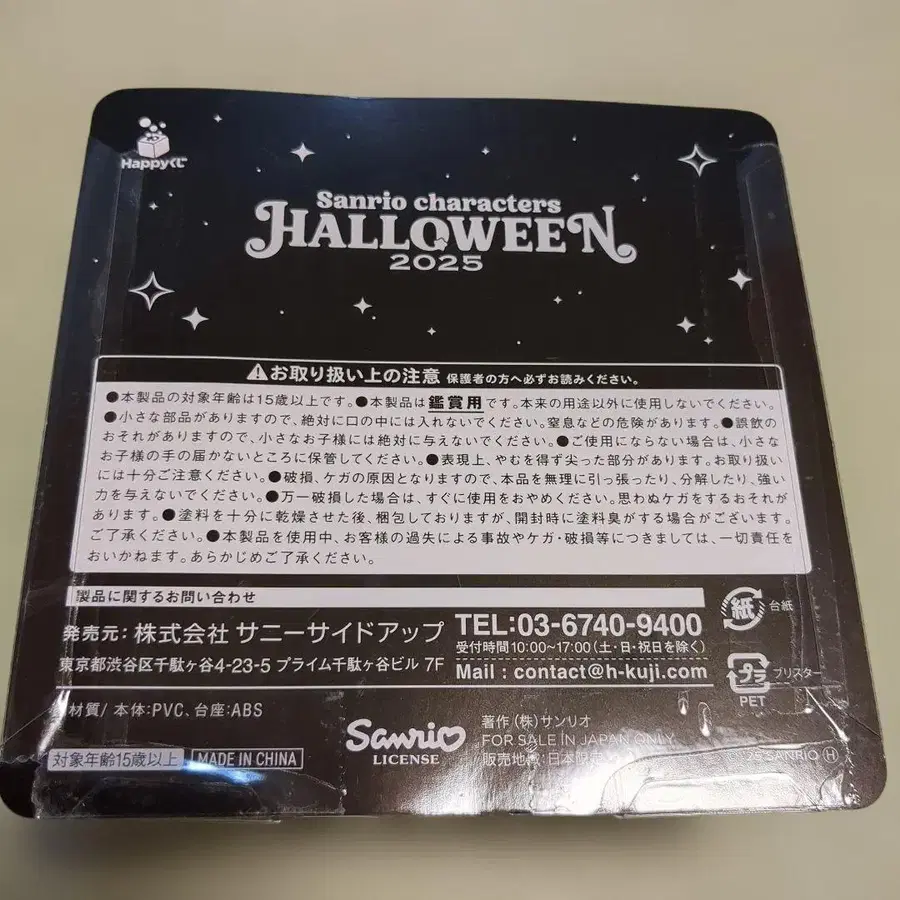 Happyくじ
Sanrio characters
HALLOWEEN
2025
お取り扱い上の注意 保護者の方へ必ずお読みください。
●本製品の対象年齢は15歳以上です。●本製品は鑑賞用です。本来の用途以外に使用しないでください。
●小さな部品がありますので、絶対に口の中には入れないでください。窒息などの危険があります。●誤飲の
おそれがありますので、小さなお子様には絶対に与えないでください。●ご使用にならない場合は、小さな
お子様の手の届かないところに保管してください。●表現上、やむを得ず尖った部分があります。お取り扱い
には十分ご注意ください。●破損、ケガの原因となりますので、本品を無理に引っ張ったり、分解したり、強い
力を与えないでください。●万一破損した場合は、すぐに使用をおやめください。思わぬケガをするおそれが
あります。●塗料を十分に乾燥させた後、梱包しておりますが、開封時に塗料臭がする場合がございます。
ご了承ください。●本製品を使用中、お客様の過失による事故やケガ・破損等につきましては、一切責任を
おいかねます。あらかじめご了承ください。
製品に関するお問い合わせ
発売元：株式会社 サニーサイドアップ
東京都渋谷区千駄ヶ谷4-23-5 プライム千駄ヶ谷ビル 7F
TEL:03-6740-9400
受付時間10:00〜17:00(土・日・祝日を除く)
Mail : contact@h-kuji.com
紙 台紙
プラ ブリスター
PET
材質/ 本体:PVC、台座:ABS
対象年齢15歳以上
MADE IN CHINA
Sanrio
LICENSE
著作 (株)サンリオ
FOR SALE IN JAPAN ONLY
販売地域:日本限定
SANRIO Ⓗ